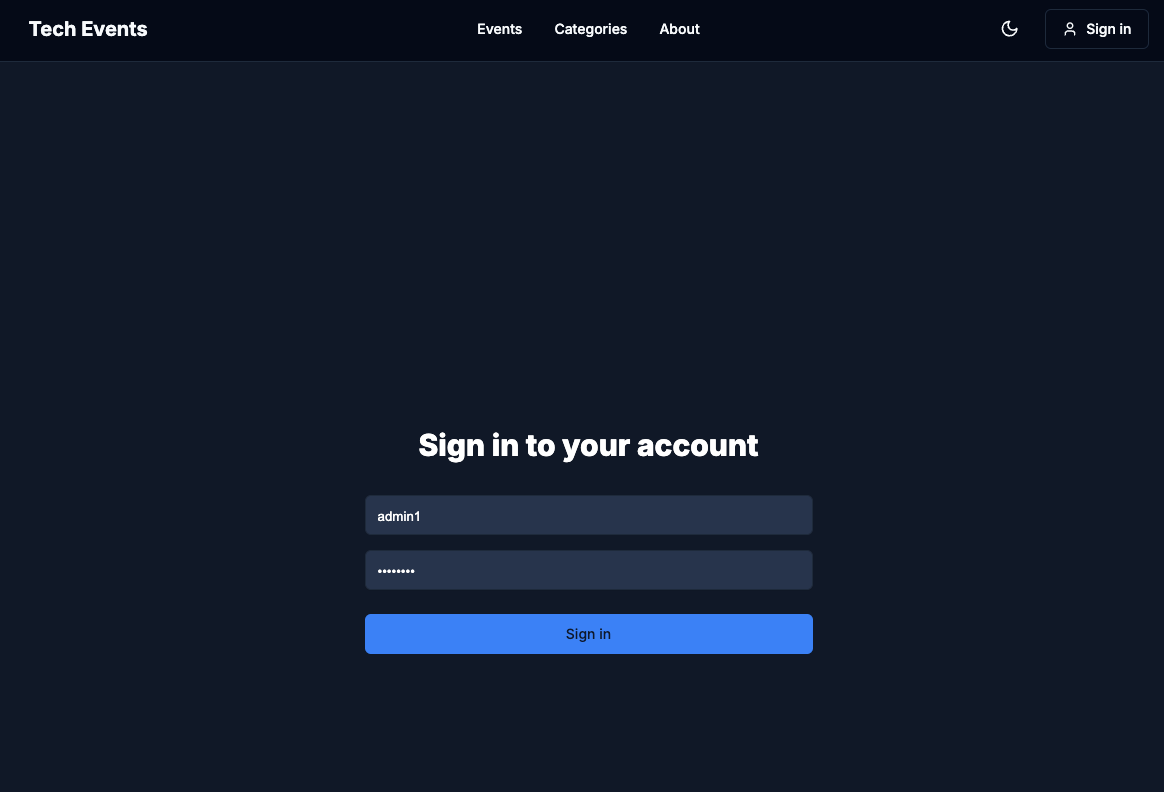 Tech Events
Events Categories About
Sign in
Sign in to your account
admin1
••••••••
Sign in